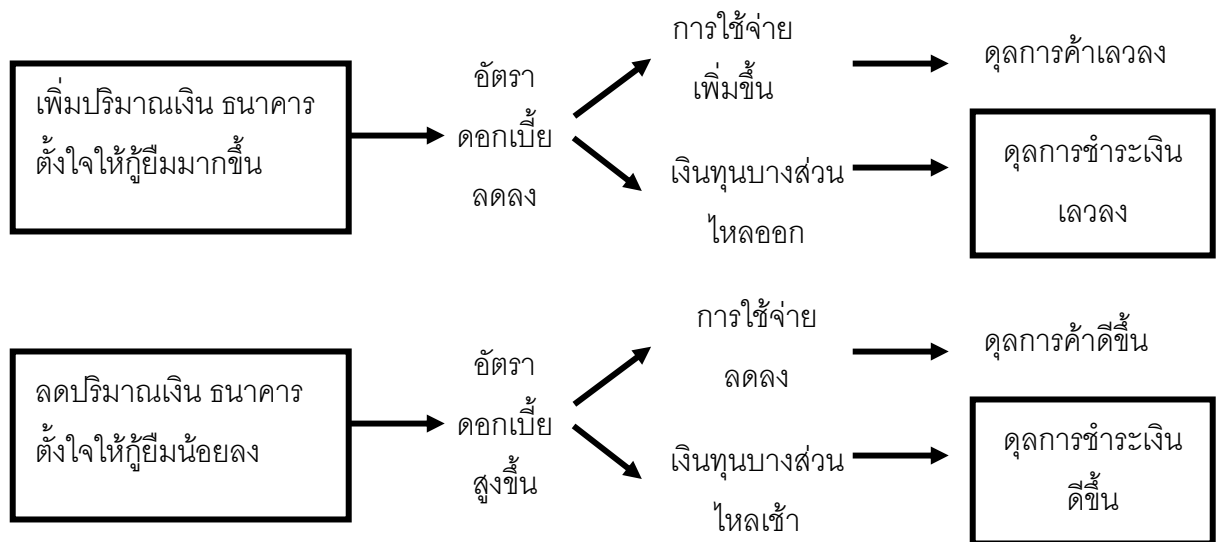 เพิ่มปริมาณเงิน ธนาคาร
ตั้งใจให้กู้ยืมมากขึ้น
อัตรา
ดอกเบี้ย
ลดลง
การใช้จ่าย
เพิ่มขึ้น
ดุลการค้าเลวลง
เงินทุนบางส่วน
ไหลออก
ดุลการชำระเงิน
เลวลง
ลดปริมาณเงิน ธนาคาร
ตั้งใจให้กู้ยืมน้อยลง
อัตรา
ดอกเบี้ย
สูงขึ้น
การใช้จ่าย
ลดลง
ดุลการค้าดีขึ้น
เงินทุนบางส่วน
ไหลเช้า
ดุลการชำระเงิน
ดีขึ้น